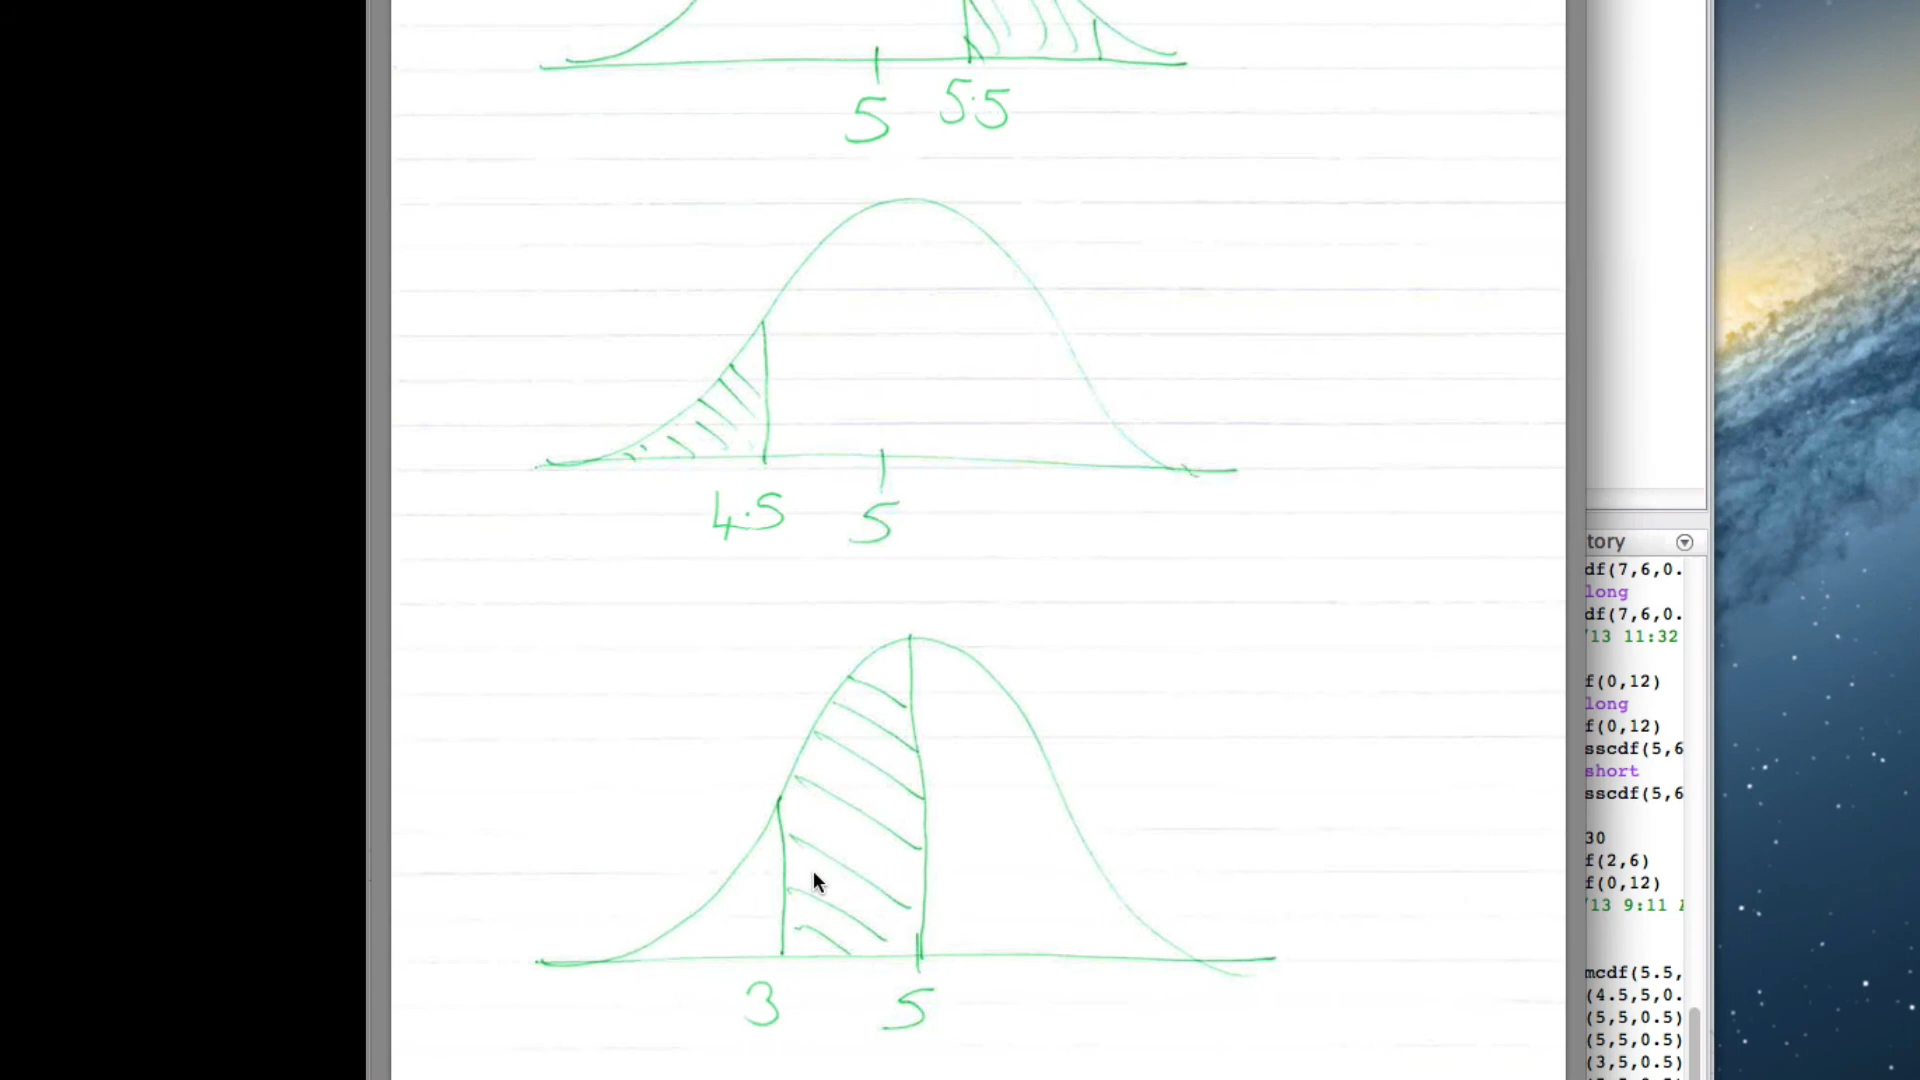 5 5.5
4.5 5
3 5
tory
df(7,6,0.
long
df(7,6,0.
/13 11:32
f(0,12)
long
f(0,12)
sscdf(5,6
short
sscdf(5,6
30
f(2,6)
f(0,12)
/13 9:11
mcdf(5.5,
(4.5,5,0.
(5,5,0.5)
(5,5,0.5)
(3,5,0.5)